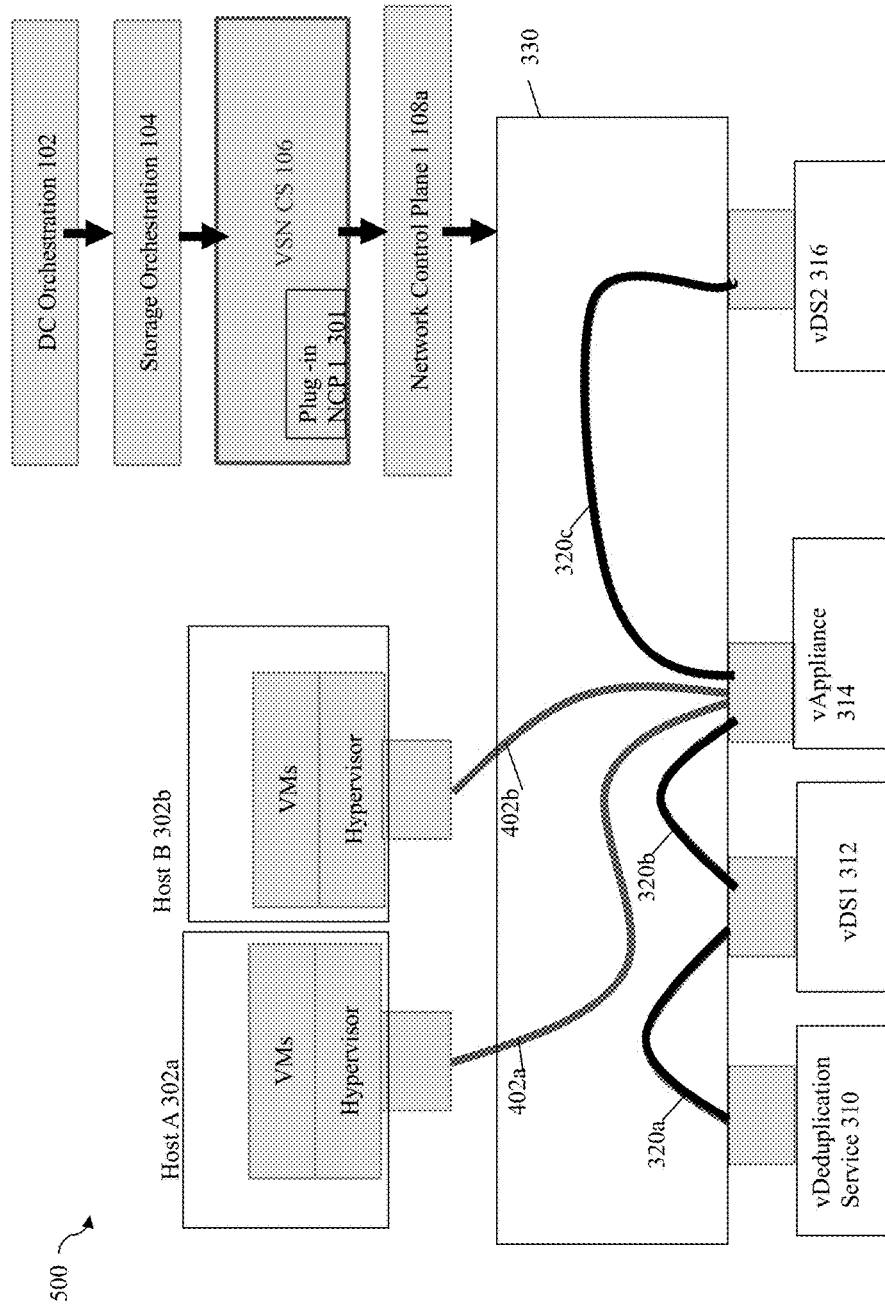 500
Host A 302a
VMs
Hypervisor
Host B 302b
VMs
Hypervisor
DC Orchestration 102
Storage Orchestration 104
VSN CS 106
Plug -in
NCP 1 301
Network Control Plane 1 108a
330
402a
402b
320a
320b
320c
vDeduplication
Service 310
vDS1 312
vAppliance
314
vDS2 316